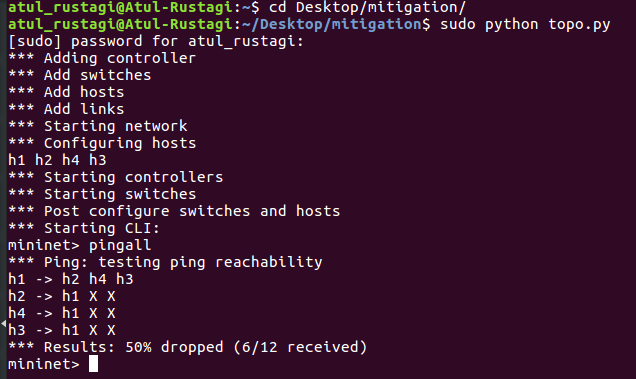 atul_rustagi@Atul-Rustagi:~$ cd Desktop/mitigation/
atul_rustagi@Atul-Rustagi:~/Desktop/mitigation$ sudo python topo.py
[sudo] password for atul_rustagi:
*** Adding controller
*** Add switches
*** Add hosts
*** Add links
*** Starting network
*** Configuring hosts
h1 h2 h4 h3
*** Starting controllers
*** Starting switches
*** Post configure switches and hosts
*** Starting CLI:
mininet> pingall
*** Ping: testing ping reachability
h1 -> h2 h4 h3
h2 -> h1 X X
h4 -> h1 X X
h3 -> h1 X X
*** Results: 50% dropped (6/12 received)
mininet>